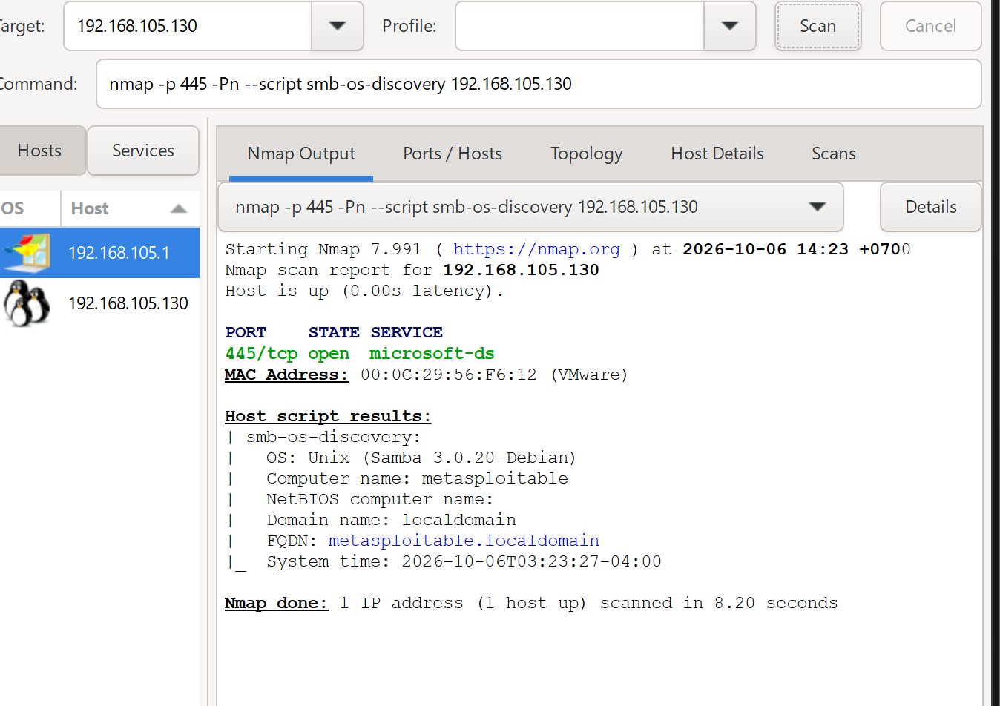 Target: 192.168.105.130 Profile: Scan Cancel
Command: nmap -p 445 -Pn --script smb-os-discovery 192.168.105.130
Hosts Services
OS Host
192.168.105.1
192.168.105.130
Nmap Output Ports / Hosts Topology Host Details Scans
nmap -p 445 -Pn --script smb-os-discovery 192.168.105.130 Details
Starting Nmap 7.991 ( https://nmap.org ) at 2026-10-06 14:23 +0700
Nmap scan report for 192.168.105.130
Host is up (0.00s latency).
PORT    STATE SERVICE
445/tcp open  microsoft-ds
MAC Address: 00:0C:29:56:F6:12 (VMware)
Host script results:
| smb-os-discovery:
|   OS: Unix (Samba 3.0.20-Debian)
|   Computer name: metasploitable
|   NetBIOS computer name:
|   Domain name: localdomain
|   FQDN: metasploitable.localdomain
|_  System time: 2026-10-06T03:23:27-04:00
Nmap done: 1 IP address (1 host up) scanned in 8.20 seconds